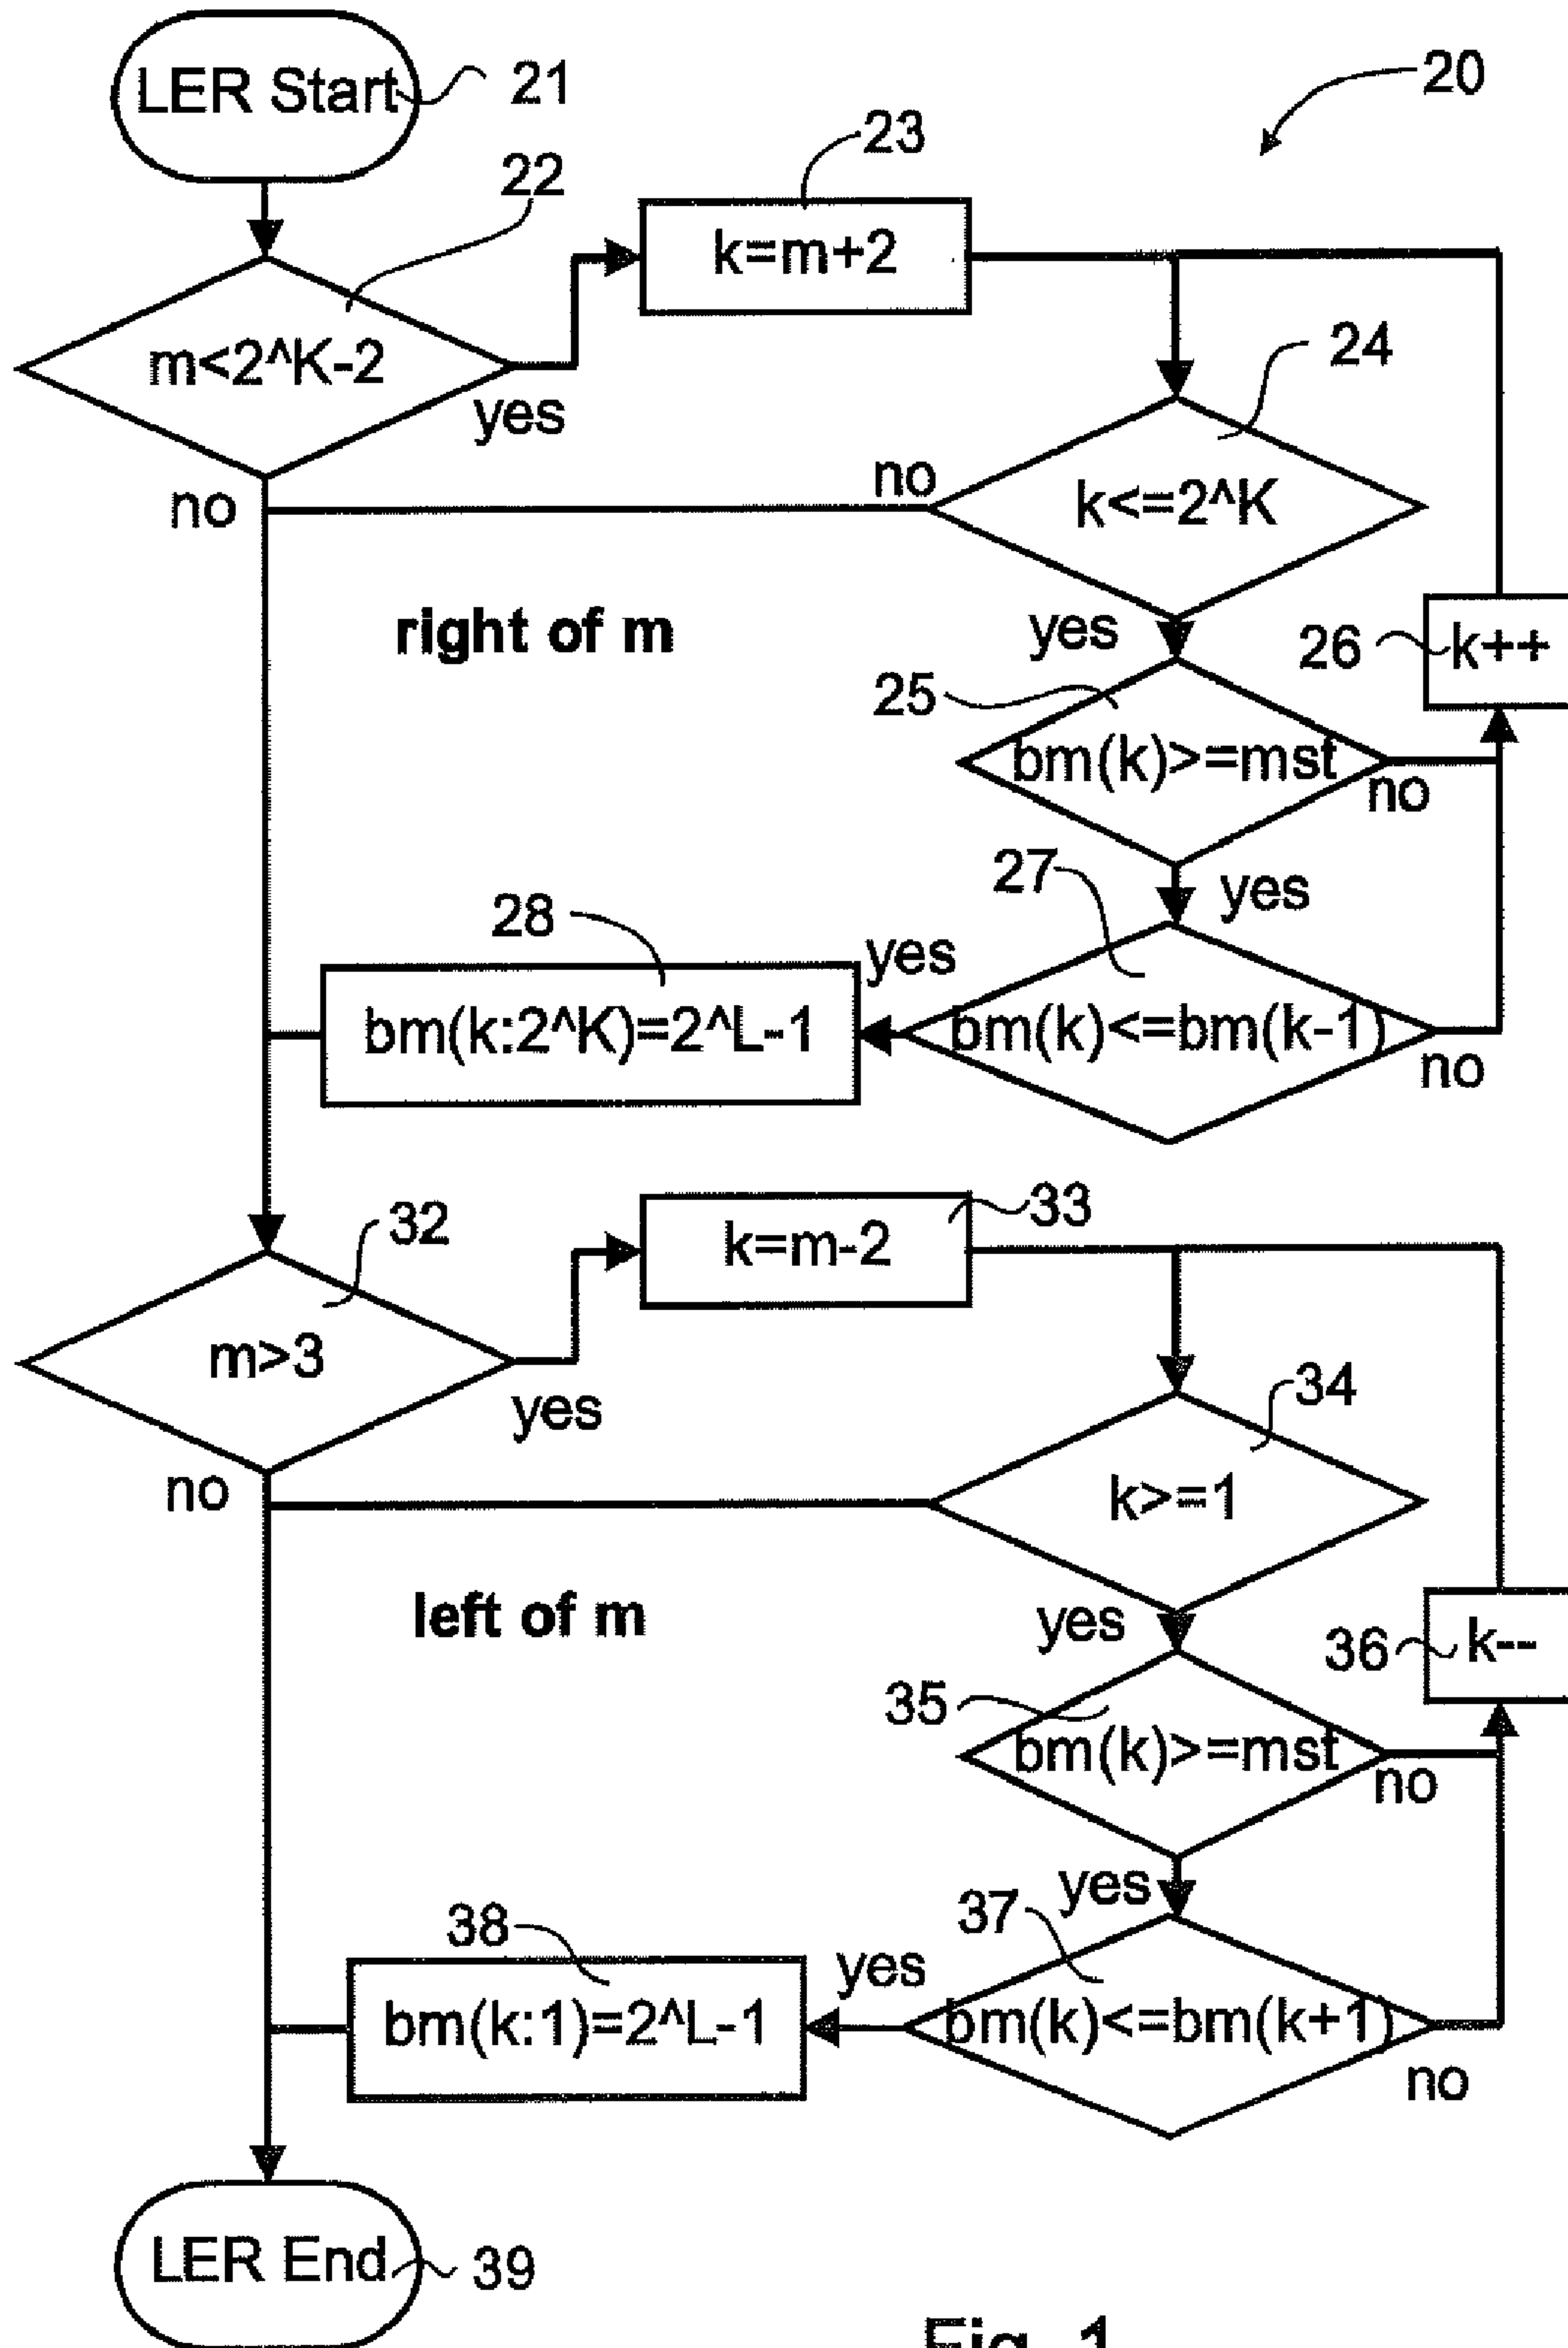 LER Start
21
20
22
23
k=m+2
m<2^K-2
yes
no
24
k<=2^K
no
yes
right of m
26
k++
25
bm(k)>=mst
no
yes
27
28
bm(k:2^K)=2^L-1
yes
bm(k)<=bm(k-1)
no
32
33
k=m-2
m>3
yes
no
34
k>=1
yes
left of m
36
k--
35
bm(k)>=mst
no
yes
37
38
bm(k:1)=2^L-1
yes
bm(k)<=bm(k+1)
no
LER End
39
Fig. 1